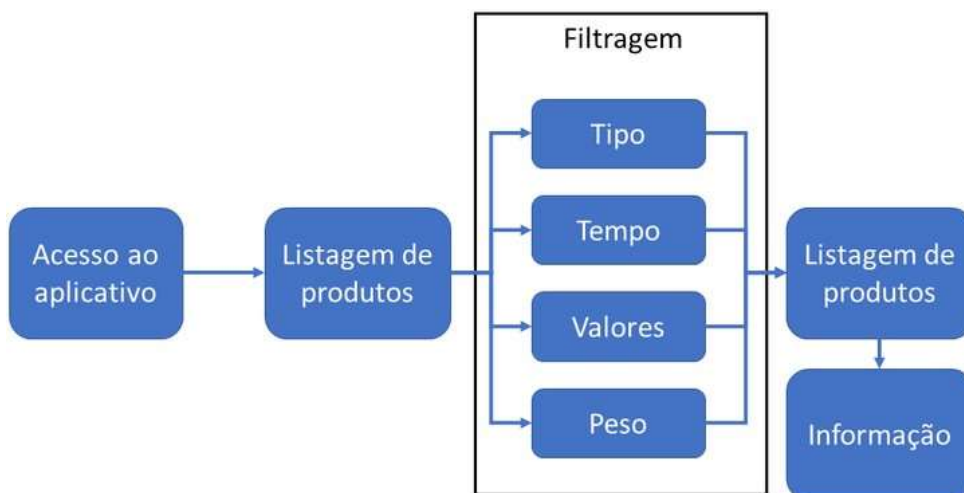 Filtragem
Acesso ao
aplicativo
Listagem de
produtos
Tipo
Tempo
Valores
Peso
Listagem de
produtos
Informação